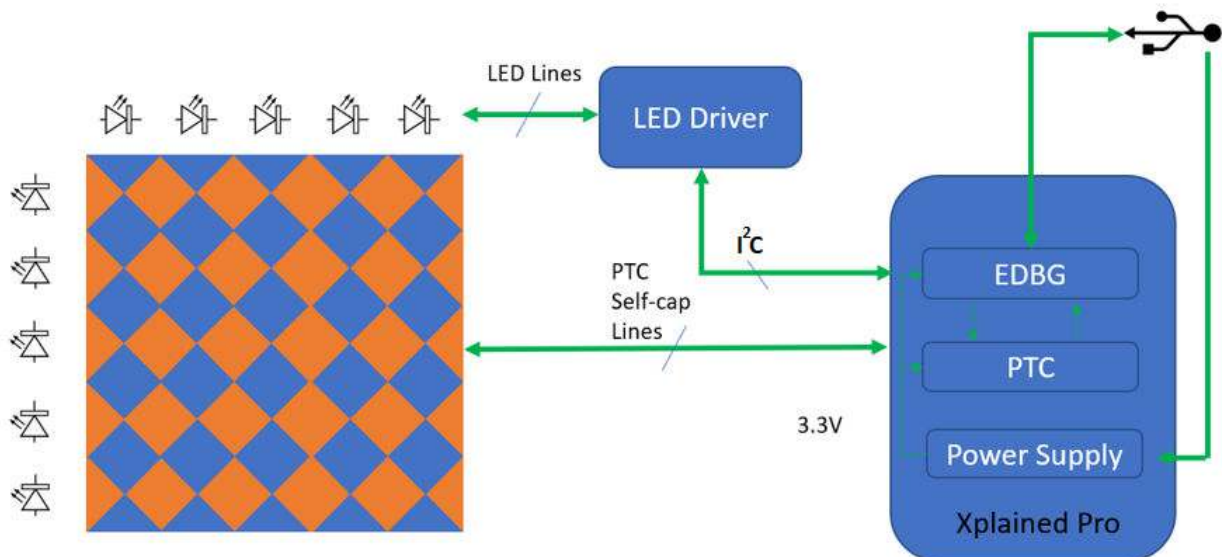 LED Lines
LED Driver
I²C
PTC
Self-cap
Lines
3.3V
EDBG
PTC
Power Supply
Xplained Pro